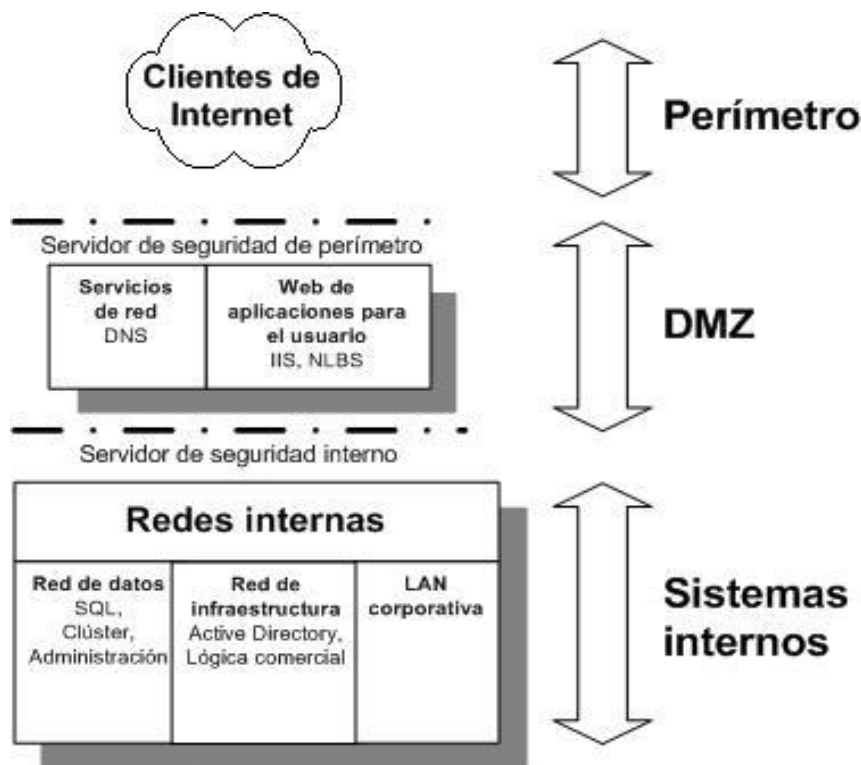 Clientes de
Internet
Perímetro
Servidor de seguridad de perímetro
Servicios
de red
DNS
Web de
aplicaciones para
el usuario
IIS, NLBS
DMZ
Servidor de seguridad interno
Redes internas
Red de datos
SQL,
Clúster,
Administración
Red de
infraestructura
Active Directory,
Lógica comercial
LAN
corporativa
Sistemas
internos